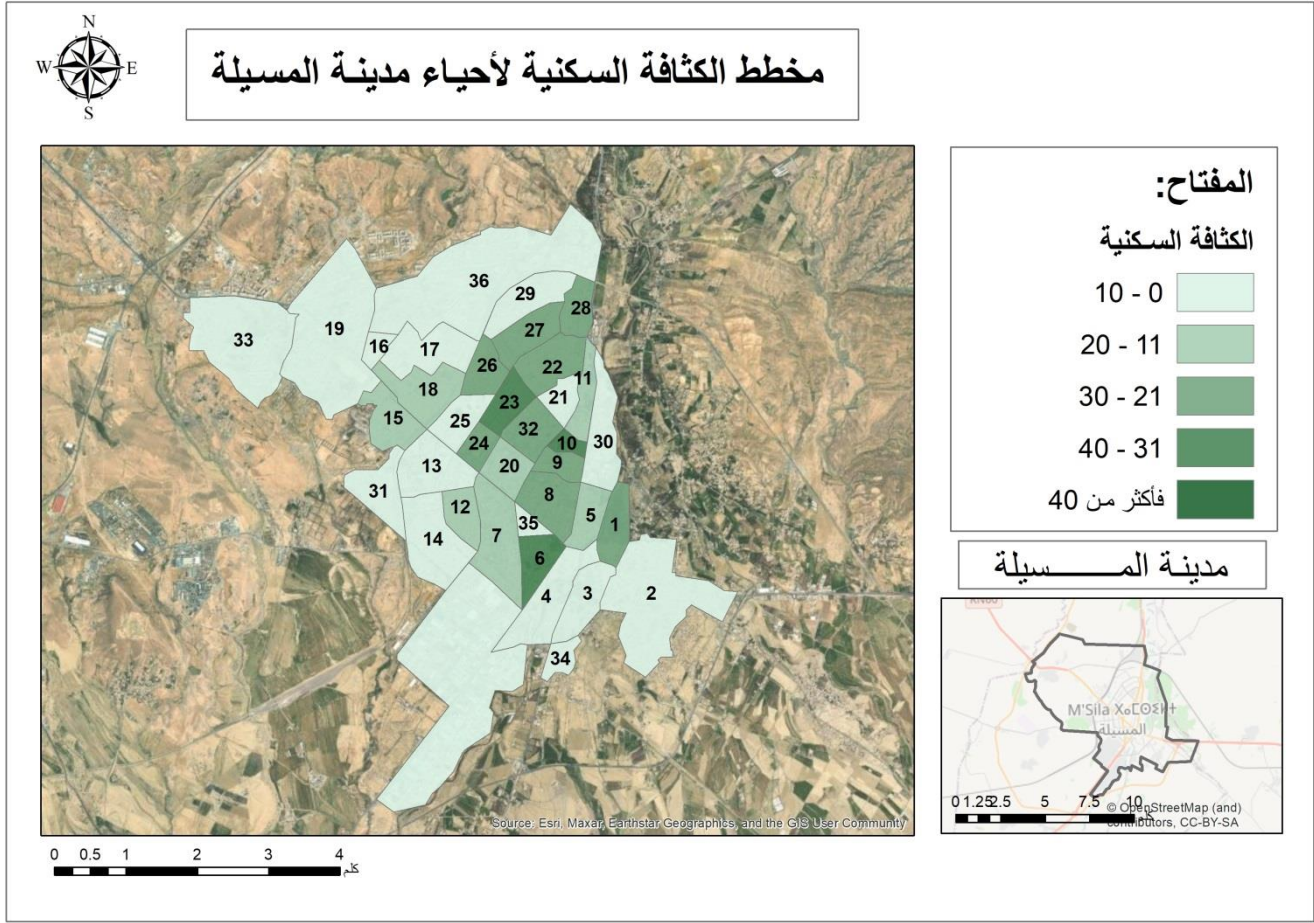 N
W E
S
مخطط الكثافة السكنية لأحياء مدينة المسيلة
36
29
28
27
19
33
16
17
26
22
11
21
18
23
15
25
32
24
10
30
9
20
13
31
8
12
35
5
1
7
14
6
4
3
2
34
Source: Esri, Maxar, Earthstar Geographics, and the GIS User Community
0 0.5 1 2 3 4
كلم
المفتاح:
الكثافة السكنية
10 - 0
20 - 11
30 - 21
40 - 31
فأكثر من 40
مدينة المــــــسيلة
M'Sila
المسيلة
0 1.25 2.5 5 7.5 10
© OpenStreetMap (and)
contributors, CC-BY-SA